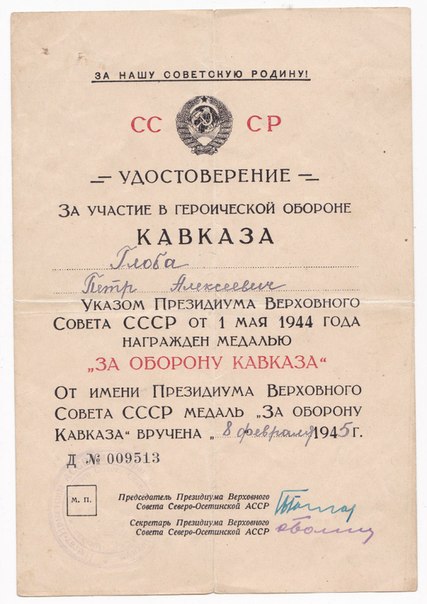 ЗА НАШУ СОВЕТСКУЮ РОДИНУ!
СС СР
— УДОСТОВЕРЕНИЕ —
ЗА УЧАСТИЕ В ГЕРОИЧЕСКОЙ ОБОРОНЕ
КАВКАЗА
Глоба
Петр Алексеевич
УКАЗОМ ПРЕЗИДИУМА ВЕРХОВНОГО
СОВЕТА СССР ОТ 1 МАЯ 1944 ГОДА
НАГРАЖДЕН МЕДАЛЬЮ
„ЗА ОБОРОНУ КАВКАЗА“
ОТ ИМЕНИ ПРЕЗИДИУМА ВЕРХОВНОГО
СОВЕТА СССР МЕДАЛЬ „ЗА ОБОРОНУ
КАВКАЗА“ ВРУЧЕНА „8 февраля 1945 г.
Д № 009513
М. П.
Председатель Президиума Верховного
Совета Северо-Осетинской АССР
Секретарь Президиума Верховного
Совета Северо-Осетинской АССР